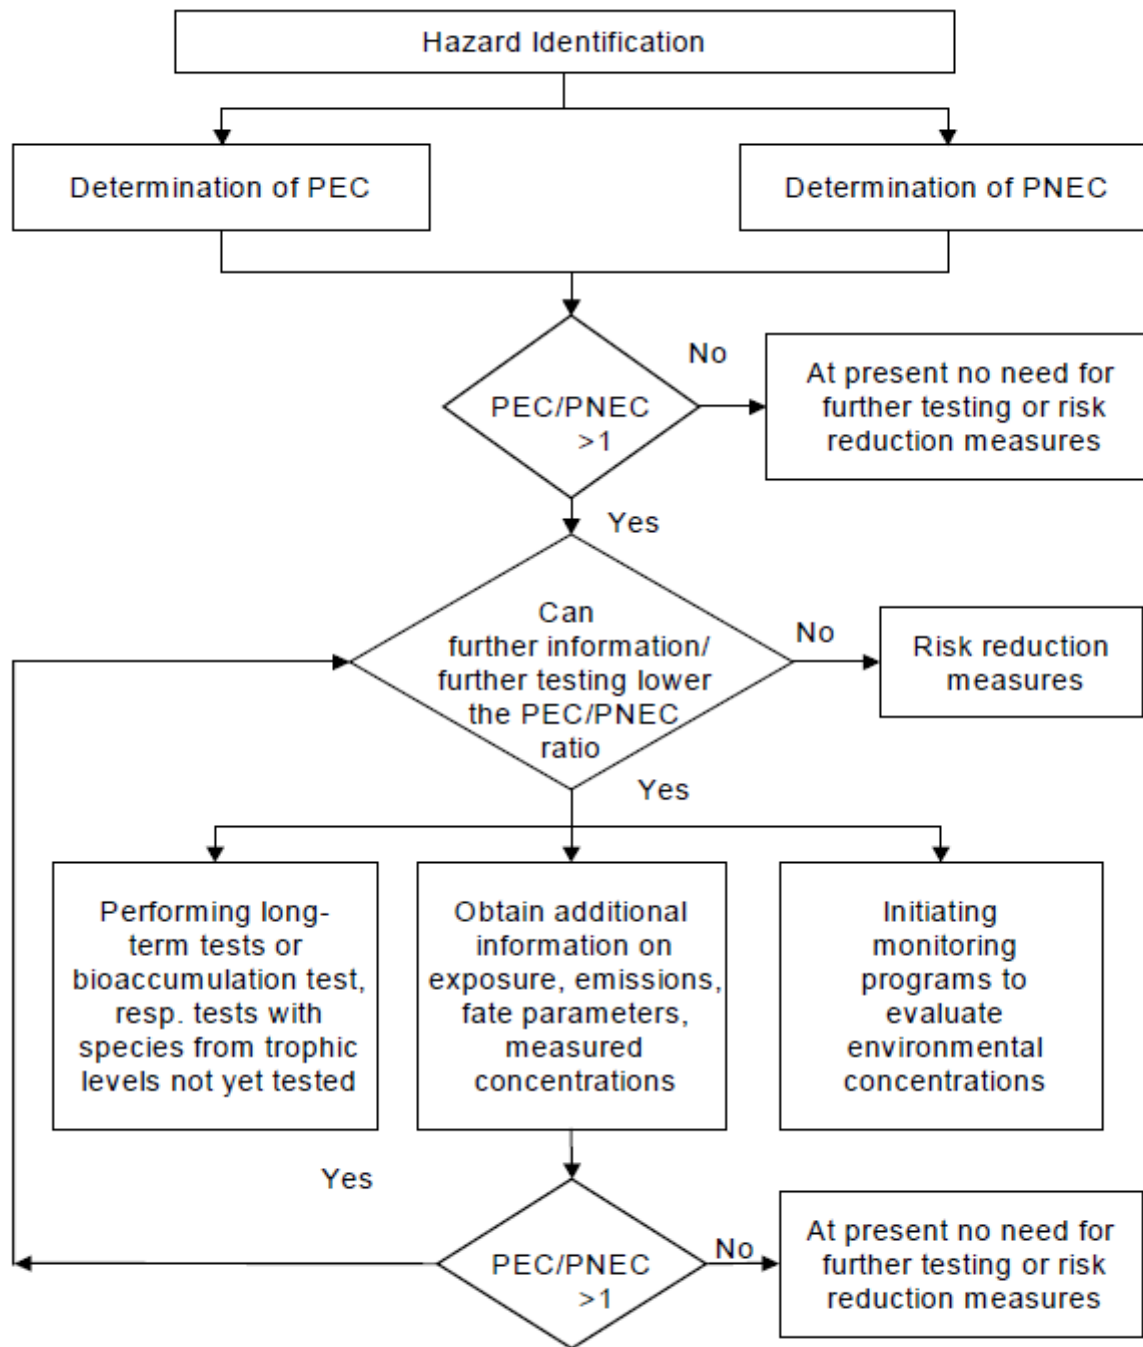 Hazard Identification
Determination of PEC
Determination of PNEC
PEC/PNEC
>1
No
At present no need for
further testing or risk
reduction measures
Yes
Can
further information/
further testing lower
the PEC/PNEC
ratio
No
Risk reduction
measures
Yes
Performing long-
term tests or
bioaccumulation test,
resp. tests with
species from trophic
levels not yet tested
Obtain additional
information on
exposure, emissions,
fate parameters,
measured
concentrations
Initiating
monitoring
programs to
evaluate
environmental
concentrations
Yes
PEC/PNEC
>1
No
At present no need for
further testing or risk
reduction measures